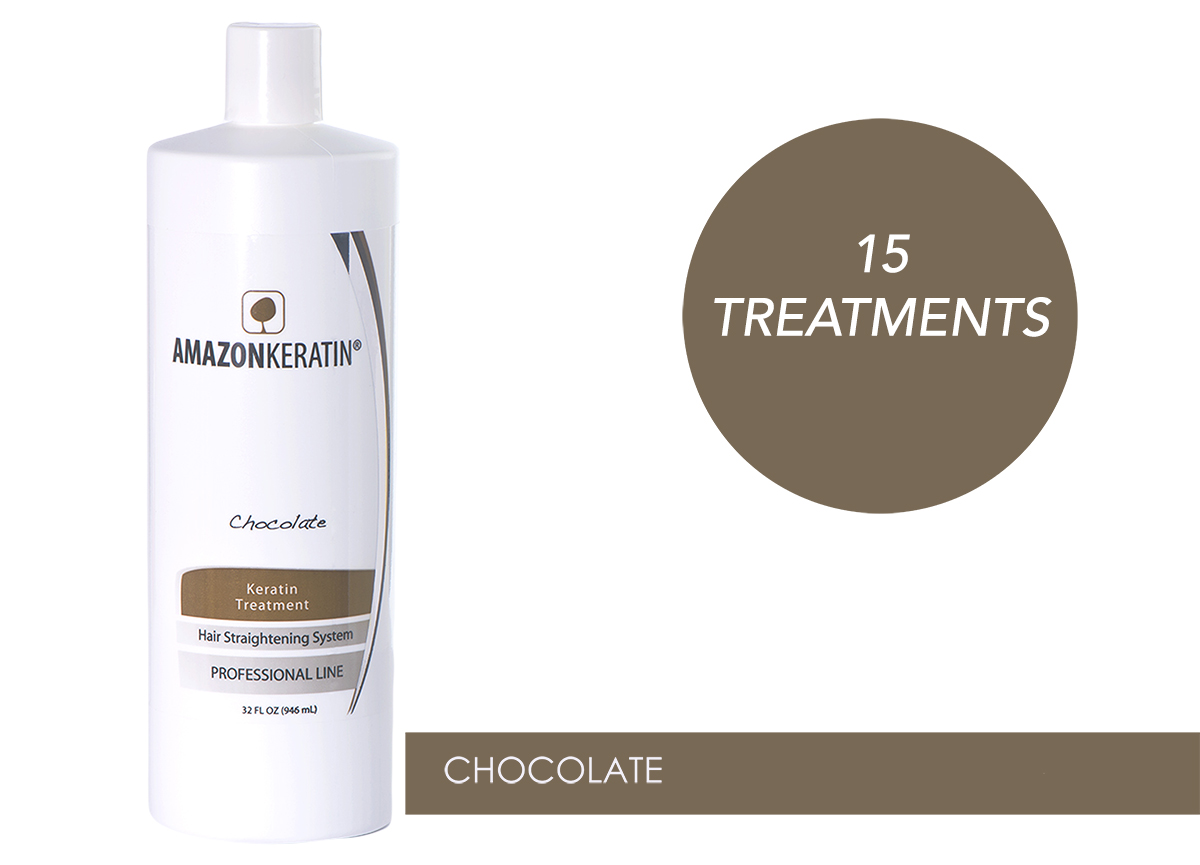 AMAZONKERATIN®
Chocolate
Keratin
Treatment
Hair Straightening System
PROFESSIONAL LINE
32 FL OZ (946 mL)
15
TREATMENTS
CHOCOLATE